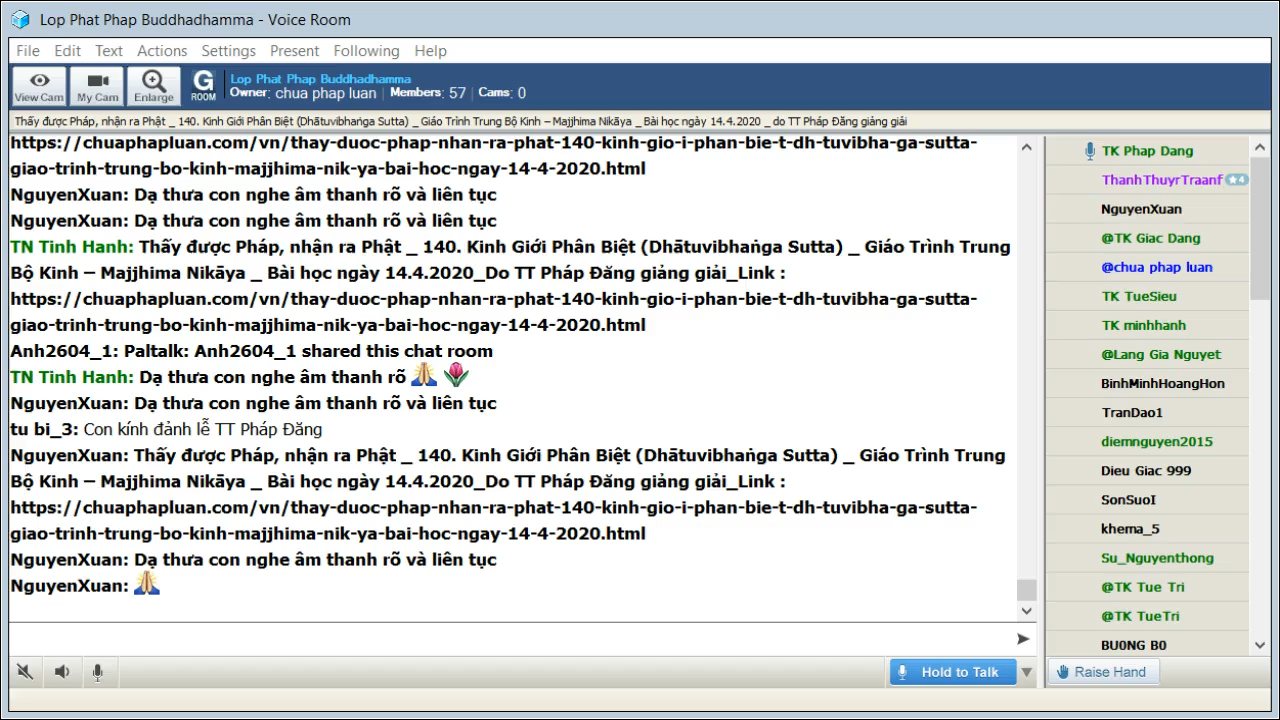 Lop Phat Phap Buddhadhamma - Voice Room
File Edit Text Actions Settings Present Following Help
View Cam My Cam Enlarge G ROOM
Lop Phat Phap Buddhadhamma
Owner: chua phap luan | Members: 57 | Cams: 0
Thấy được Pháp, nhận ra Phật _ 140. Kinh Giới Phân Biệt (Dhātuvibhaṅga Sutta) _ Giáo Trình Trung Bộ Kinh – Majjhima Nikāya _ Bài học ngày 14.4.2020 _ do TT Pháp Đăng giảng giải
https://chuaphapluan.com/vn/thay-duoc-phap-nhan-ra-phat-140-kinh-gio-i-phan-bie-t-dh-tuvibha-ga-sutta-
giao-trinh-trung-bo-kinh-majjhima-nik-ya-bai-hoc-ngay-14-4-2020.html
NguyenXuan: Dạ thưa con nghe âm thanh rõ và liên tục
NguyenXuan: Dạ thưa con nghe âm thanh rõ và liên tục
TN Tinh Hanh: Thấy được Pháp, nhận ra Phật _ 140. Kinh Giới Phân Biệt (Dhātuvibhaṅga Sutta) _ Giáo Trình Trung
Bộ Kinh – Majjhima Nikāya _ Bài học ngày 14.4.2020_Do TT Pháp Đăng giảng giải_Link :
https://chuaphapluan.com/vn/thay-duoc-phap-nhan-ra-phat-140-kinh-gio-i-phan-bie-t-dh-tuvibha-ga-sutta-
giao-trinh-trung-bo-kinh-majjhima-nik-ya-bai-hoc-ngay-14-4-2020.html
Anh2604_1: Paltalk: Anh2604_1 shared this chat room
TN Tinh Hanh: Dạ thưa con nghe âm thanh rõ 🙏 🌷
NguyenXuan: Dạ thưa con nghe âm thanh rõ và liên tục
tu bi_3: Con kính đảnh lễ TT Pháp Đăng
NguyenXuan: Thấy được Pháp, nhận ra Phật _ 140. Kinh Giới Phân Biệt (Dhātuvibhaṅga Sutta) _ Giáo Trình Trung
Bộ Kinh – Majjhima Nikāya _ Bài học ngày 14.4.2020_Do TT Pháp Đăng giảng giải_Link :
https://chuaphapluan.com/vn/thay-duoc-phap-nhan-ra-phat-140-kinh-gio-i-phan-bie-t-dh-tuvibha-ga-sutta-
giao-trinh-trung-bo-kinh-majjhima-nik-ya-bai-hoc-ngay-14-4-2020.html
NguyenXuan: Dạ thưa con nghe âm thanh rõ và liên tục
NguyenXuan: 🙏
Hold to Talk
TK Phap Dang
ThanhThuyrTraanf ★4
NguyenXuan
@TK Giac Dang
@chua phap luan
TK TueSieu
TK minhhanh
@Lang Gia Nguyet
BinhMinhHoangHon
TranDao1
diemnguyen2015
Dieu Giac 999
SonSuoI
khema_5
Su_Nguyenthong
@TK Tue Tri
@TK TueTri
BU0NG B0
Raise Hand